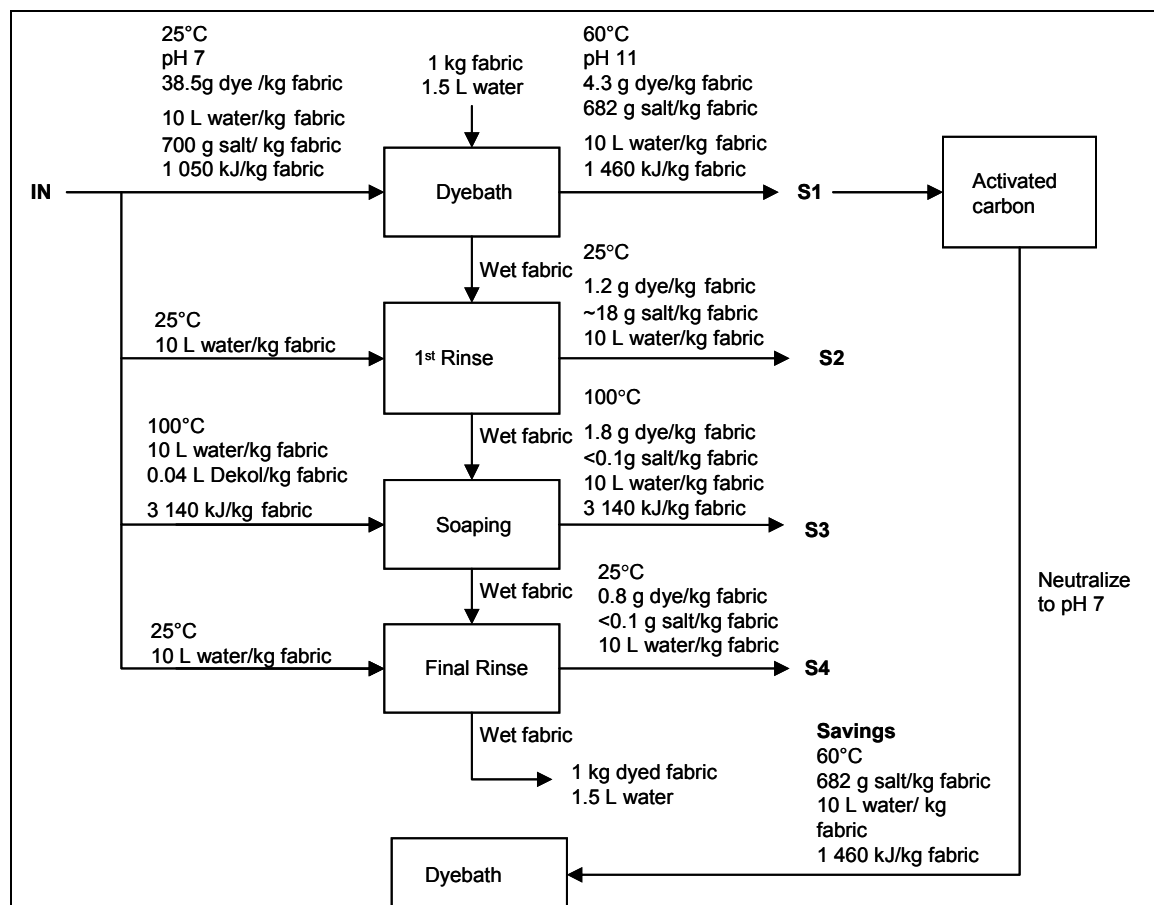 25°C
pH 7
38.5g dye /kg fabric
10 L water/kg fabric
700 g salt/ kg fabric
1 050 kJ/kg fabric
1 kg fabric
1.5 L water
60°C
pH 11
4.3 g dye/kg fabric
682 g salt/kg fabric
10 L water/kg fabric
1 460 kJ/kg fabric
IN
Dyebath
S1
Activated
carbon
Wet fabric
25°C
10 L water/kg fabric
1st Rinse
25°C
1.2 g dye/kg fabric
~18 g salt/kg fabric
10 L water/kg fabric
S2
Wet fabric
100°C
10 L water/kg fabric
0.04 L Dekol/kg fabric
3 140 kJ/kg fabric
Soaping
100°C
1.8 g dye/kg fabric
<0.1g salt/kg fabric
10 L water/kg fabric
3 140 kJ/kg fabric
S3
Neutralize
to pH 7
Wet fabric
25°C
10 L water/kg fabric
Final Rinse
25°C
0.8 g dye/kg fabric
<0.1 g salt/kg fabric
10 L water/kg fabric
S4
Wet fabric
1 kg dyed fabric
1.5 L water
Savings
60°C
682 g salt/kg fabric
10 L water/ kg
fabric
1 460 kJ/kg fabric
Dyebath